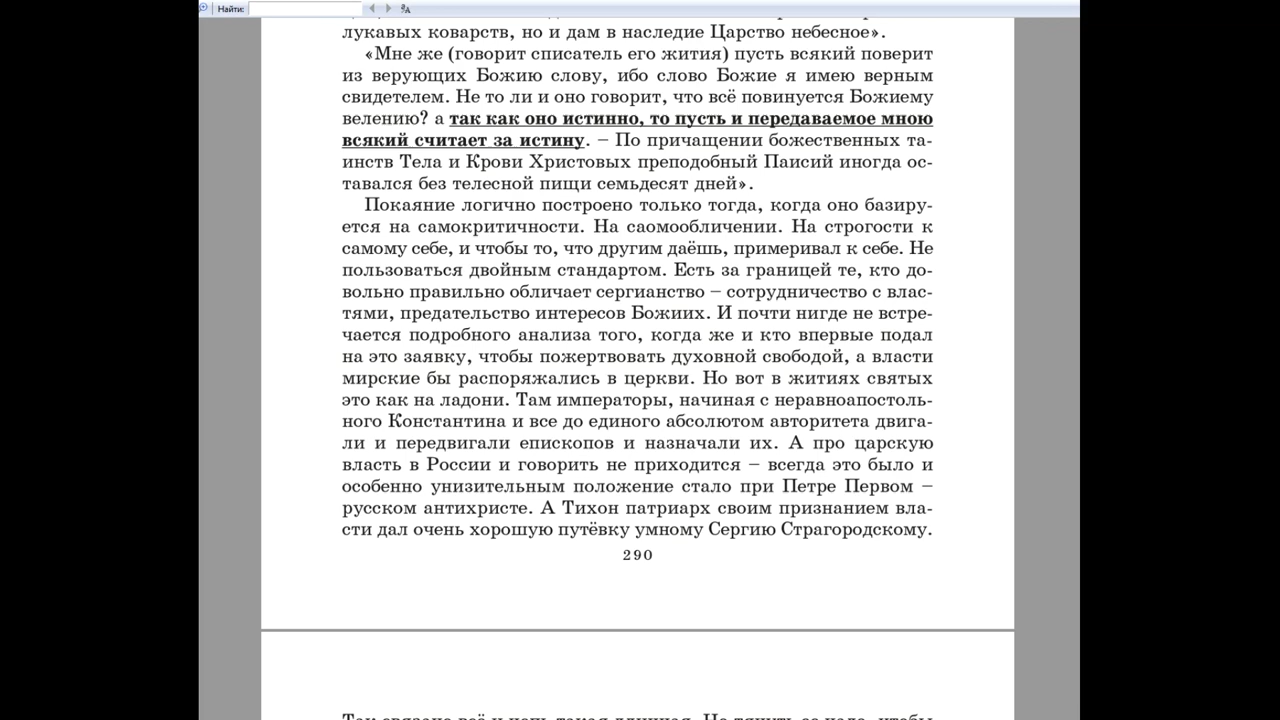 Найти:
лукавых коварств, но и дам в наследие Царство небесное».
«Мне же (говорит списатель его жития) пусть всякий поверит
из верующих Божию слову, ибо слово Божие я имею верным
свидетелем. Не то ли и оно говорит, что всё повинуется Божиему
велению? а так как оно истинно, то пусть и передаваемое мною
всякий считает за истину. – По причащении божественных та-
инств Тела и Крови Христовых преподобный Паисий иногда ос-
тавался без телесной пищи семьдесят дней».
Покаяние логично построено только тогда, когда оно базиру-
ется на самокритичности. На саомообличении. На строгости к
самому себе, и чтобы то, что другим даёшь, примеривал к себе. Не
пользоваться двойным стандартом. Есть за границей те, кто до-
вольно правильно обличает сергианство – сотрудничество с влас-
тями, предательство интересов Божиих. И почти нигде не встре-
чается подробного анализа того, когда же и кто впервые подал
на это заявку, чтобы пожертвовать духовной свободой, а власти
мирские бы распоряжались в церкви. Но вот в житиях святых
это как на ладони. Там императоры, начиная с неравноапостоль-
ного Константина и все до единого абсолютом авторитета двига-
ли и передвигали епископов и назначали их. А про царскую
власть в России и говорить не приходится – всегда это было и
особенно унизительным положение стало при Петре Первом –
русском антихристе. А Тихон патриарх своим признанием вла-
сти дал очень хорошую путёвку умному Сергию Страгородскому.
290